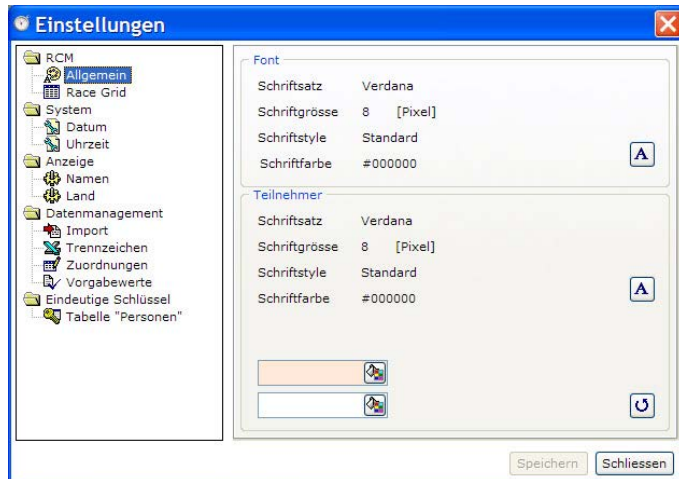 Einstellungen
RCM
Allgemein
Race Grid
System
Datum
Uhrzeit
Anzeige
Namen
Land
Datenmanagement
Import
Trennzeichen
Zuordnungen
Vorgabewerte
Eindeutige Schlüssel
Tabelle "Personen"
Font
Schriftsatz Verdana
Schriftgrösse 8 [Pixel]
Schriftstyle Standard
Schriftfarbe #000000
A
Teilnehmer
Schriftsatz Verdana
Schriftgrösse 8 [Pixel]
Schriftstyle Standard
Schriftfarbe #000000
A
Speichern Schliessen